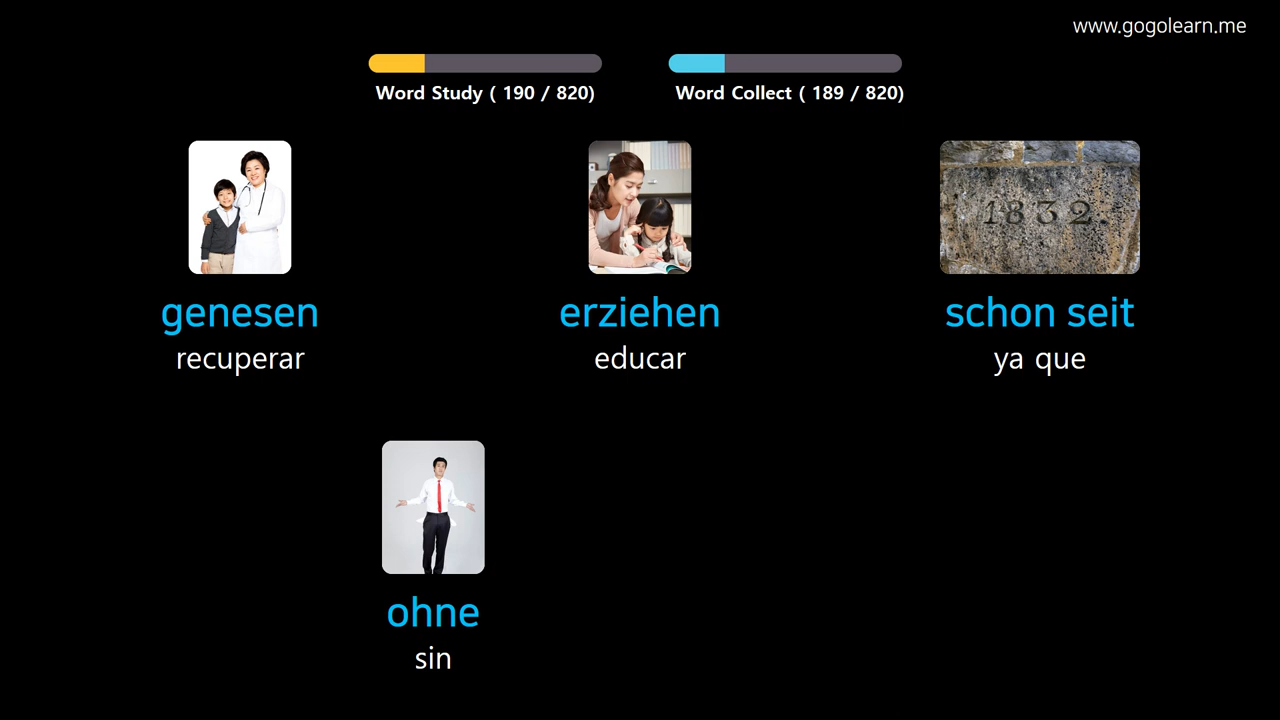 www.gogolearn.me
Word Study ( 190 / 820)
Word Collect ( 189 / 820)
1832.
genesen
erziehen
schon seit
recuperar
educar
ya que
ohne
sin